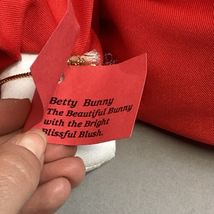 Betty Bunny
The Beautiful Bunny
with the Bright
Blissful Blush.